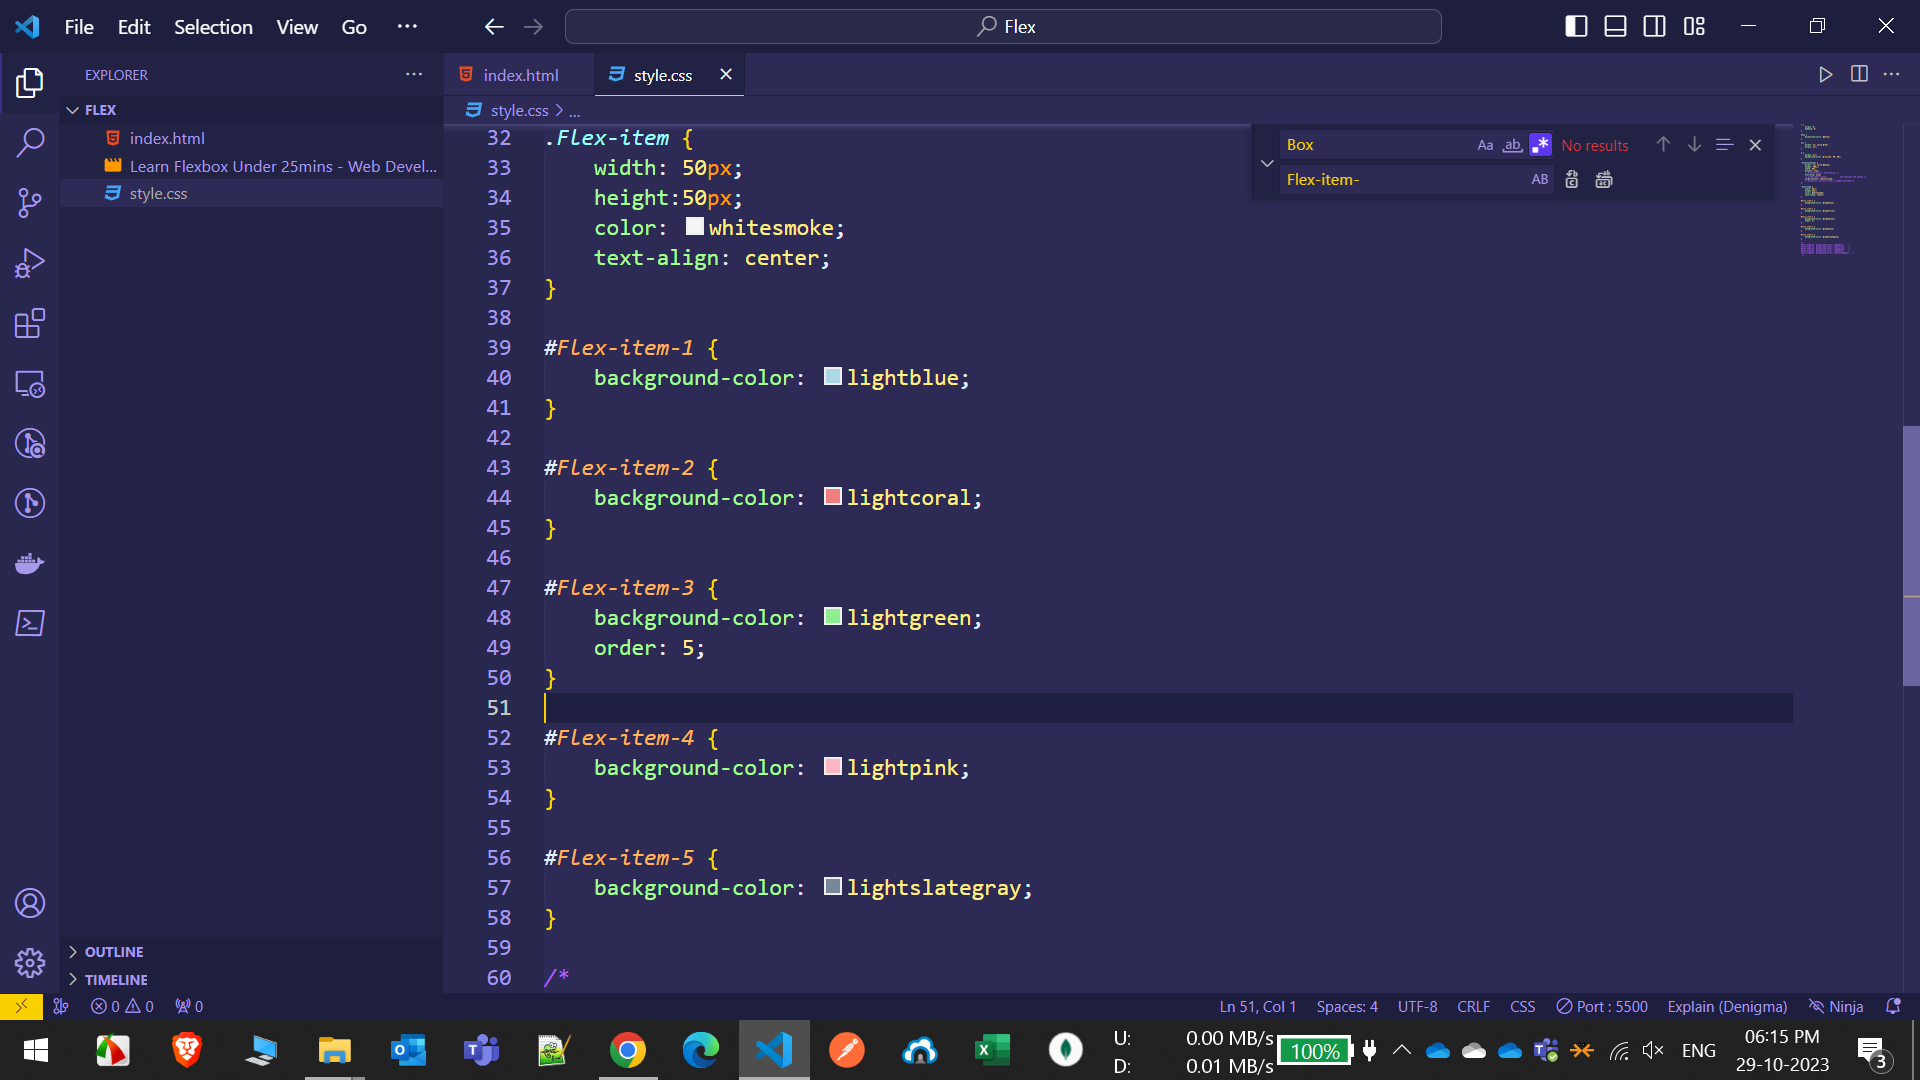 File Edit Selection View Go ···
Flex
EXPLORER
index.html
style.css
FLEX
style.css > ...
index.html
Learn Flexbox Under 25mins - Web Devel...
style.css
Box Aa ab No results
Flex-item- AB
32 .Flex-item {
33 width: 50px;
34 height:50px;
35 color: whitesmoke;
36 text-align: center;
37 }
38
39 #Flex-item-1 {
40 background-color: lightblue;
41 }
42
43 #Flex-item-2 {
44 background-color: lightcoral;
45 }
46
47 #Flex-item-3 {
48 background-color: lightgreen;
49 order: 5;
50 }
51
52 #Flex-item-4 {
53 background-color: lightpink;
54 }
55
56 #Flex-item-5 {
57 background-color: lightslategray;
58 }
59
60 /*
OUTLINE
TIMELINE
0 0 0 Ln 51, Col 1 Spaces: 4 UTF-8 CRLF CSS Port : 5500 Explain (Denigma) Ninja
U: 0.00 MB/s
D: 0.01 MB/s
100%
ENG
06:15 PM
29-10-2023
3